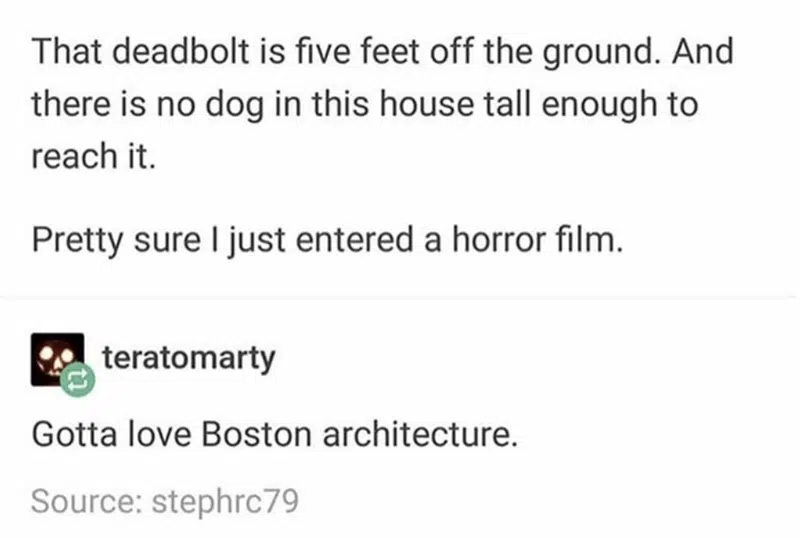 That deadbolt is five feet off the ground. And
there is no dog in this house tall enough to
reach it.
Pretty sure I just entered a horror film.
teratomarty
Gotta love Boston architecture.
Source: stephrc79